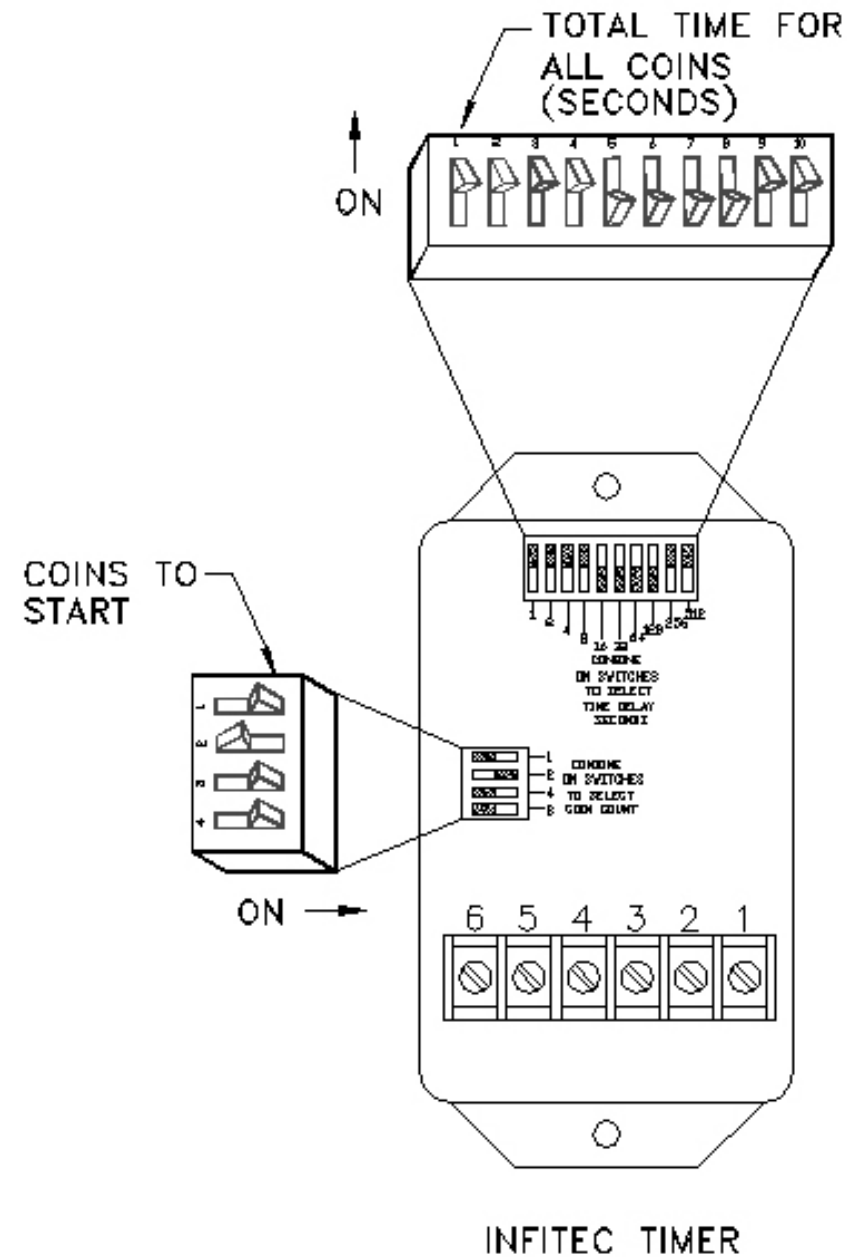 TOTAL TIME FOR
ALL COINS
(SECONDS)
ON
1 2 3 4 5 6 7 8 9 10
COINS TO
START
1 2 4 8 16 32 64 128 256 512
COMBINE
ON SWITCHES
TO SELECT
TIME DELAY
SECONDS
1
2
3
4
1
2
4
8
COMBINE
ON SWITCHES
TO SELECT
COIN COUNT
ON
6 5 4 3 2 1
INFITEC TIMER